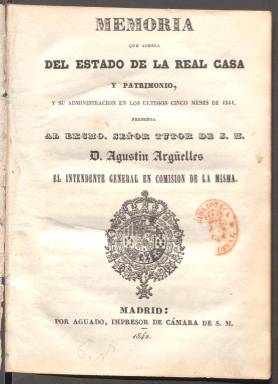 MEMORIA
QUE ACERCA
DEL ESTADO DE LA REAL CASA
Y PATRIMONIO,
Y SU ADMINISTRACION EN LOS ULTIMOS CINCO MESES DE 1841,
PRESENTA
AL EXCMO. SEÑOR TUTOR DE S. M.
D. Agustin Argüelles
EL INTENDENTE GENERAL EN COMISION DE LA MISMA.
BIBLIOTECA
MADRID:
POR AGUADO, IMPRESOR DE CÁMARA DE S. M.
1842.